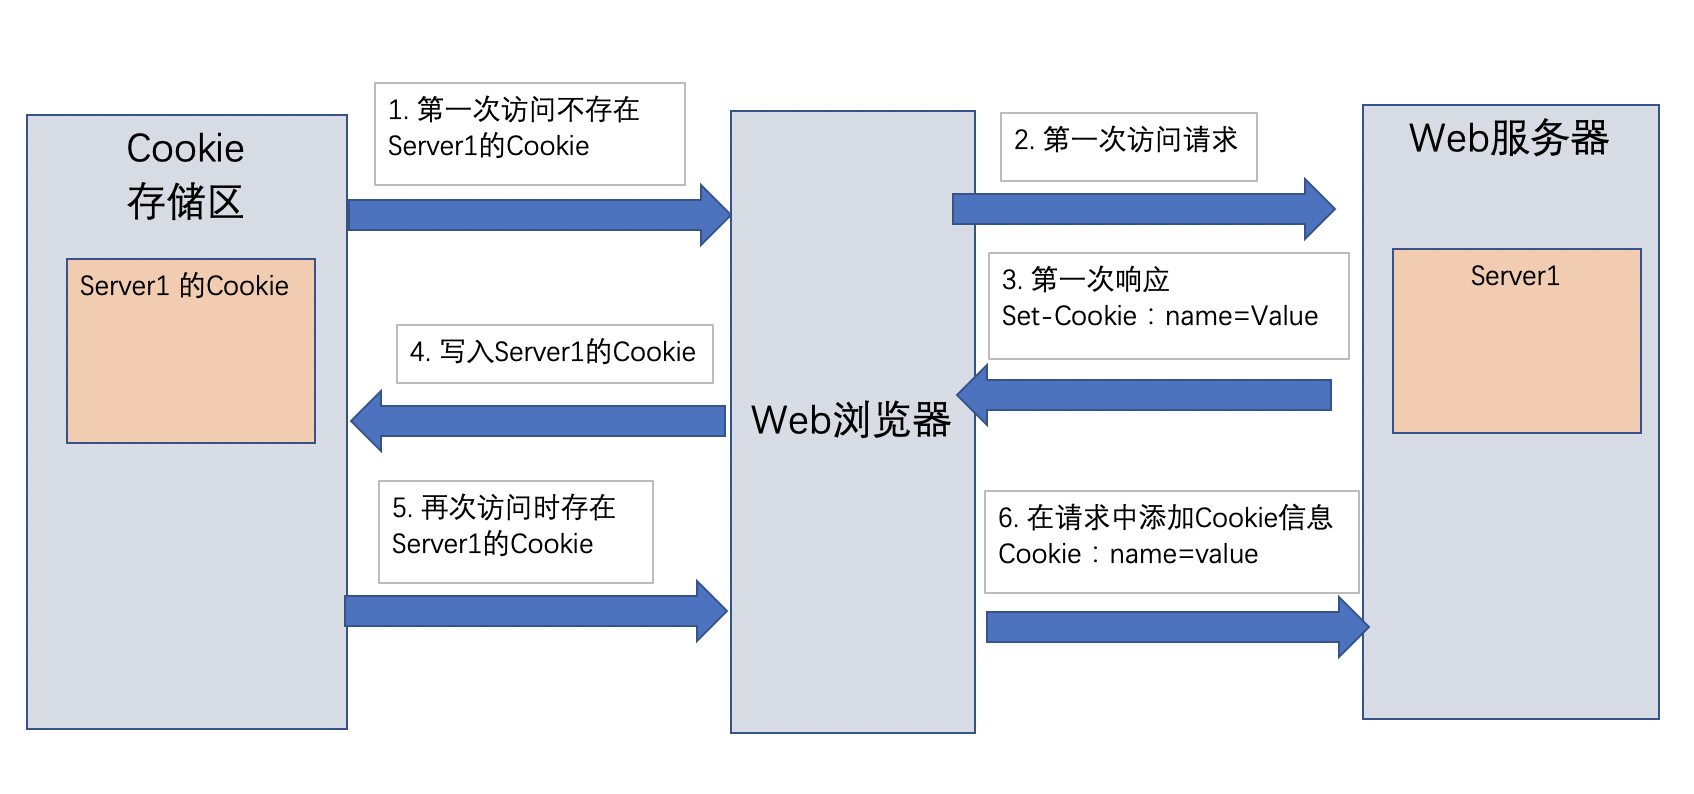 Cookie
存储区
Server1 的Cookie
1. 第一次访问不存在
Server1的Cookie
4. 写入Server1的Cookie
5. 再次访问时存在
Server1的Cookie
Web浏览器
2. 第一次访问请求
3. 第一次响应
Set-Cookie：name=Value
6. 在请求中添加Cookie信息
Cookie：name=value
Web服务器
Server1